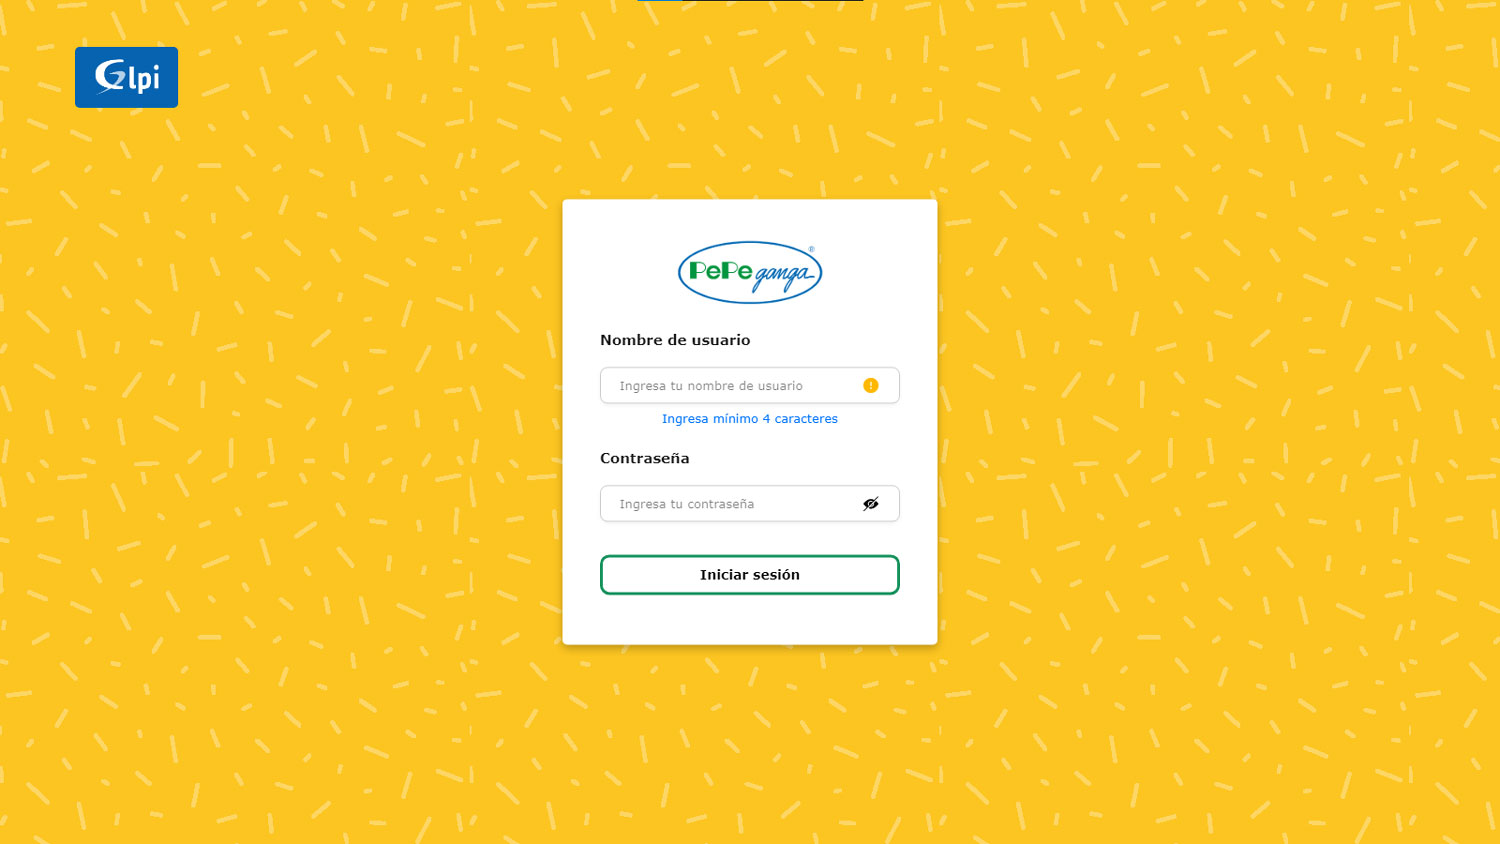 Glpi
PePe ganga ®
Nombre de usuario
Ingresa tu nombre de usuario
Ingresa mínimo 4 caracteres
Contraseña
Ingresa tu contraseña
Iniciar sesión